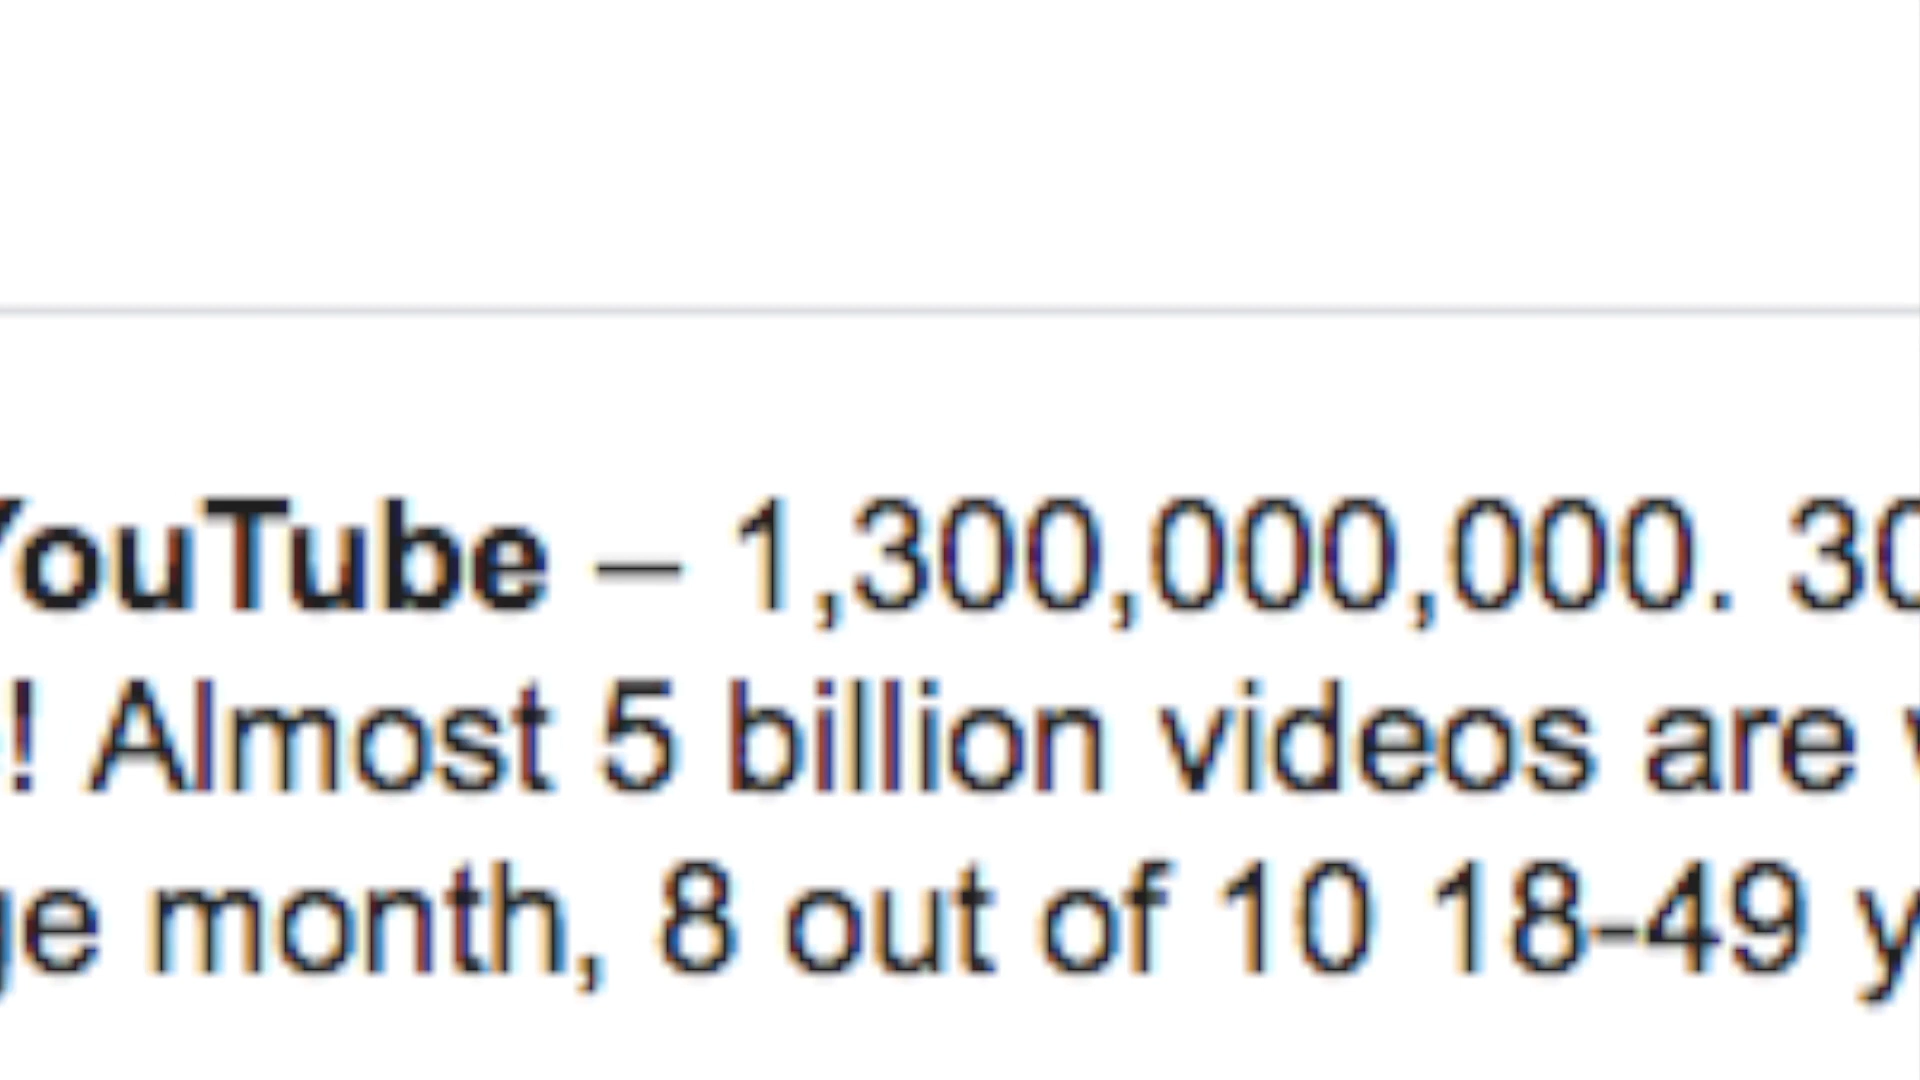 YouTube – 1,300,000,000. 30
! Almost 5 billion videos are
ge month, 8 out of 10 18-49 y